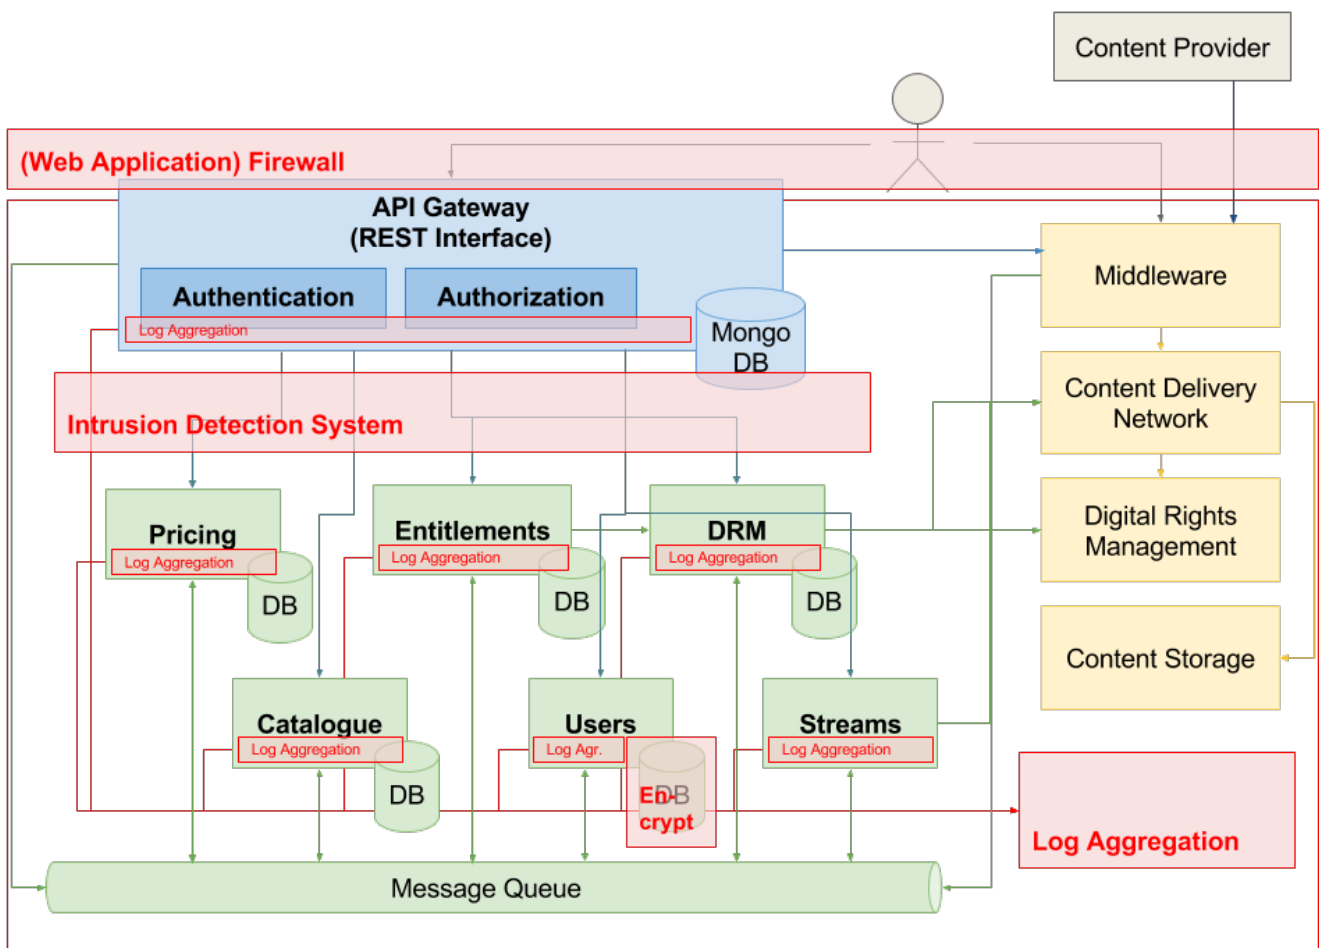 Content Provider
(Web Application) Firewall
API Gateway
(REST Interface)
Authentication
Authorization
Log Aggregation
Mongo
DB
Middleware
Content Delivery
Network
Intrusion Detection System
Pricing
Log Aggregation
DB
Entitlements
Log Aggregation
DB
DRM
Log Aggregation
DB
Digital Rights
Management
Content Storage
Catalogue
Log Aggregation
DB
Users
Log Agr.
DB
En-
crypt
Streams
Log Aggregation
Log Aggregation
Message Queue